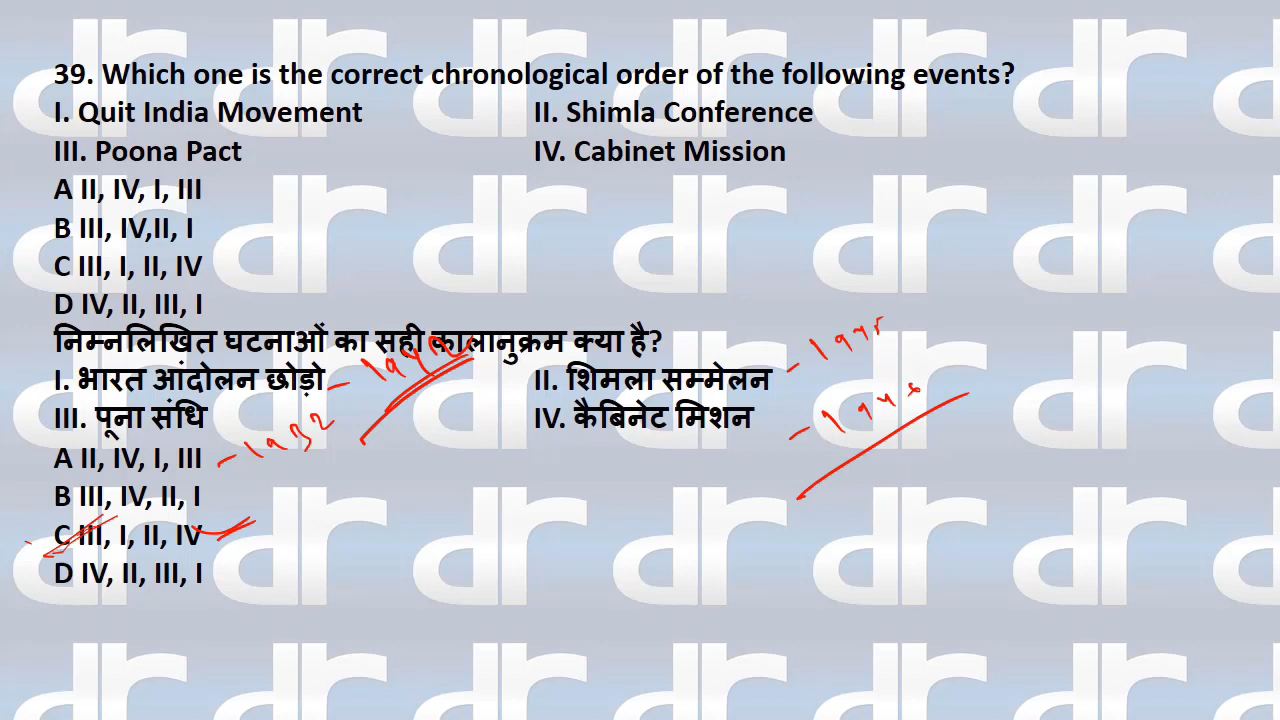 39. Which one is the correct chronological order of the following events?
I. Quit India Movement II. Shimla Conference
III. Poona Pact IV. Cabinet Mission
A II, IV, I, III
B III, IV,II, I
C III, I, II, IV
D IV, II, III, I
निम्नलिखित घटनाओं का सही कालानुक्रम क्या है?
I. भारत आंदोलन छोड़ो II. शिमला सम्मेलन
III. पूना संधि - 1932 IV. कैबिनेट मिशन
A II, IV, I, III
B III, IV, II, I
C III, I, II, IV
D IV, II, III, I